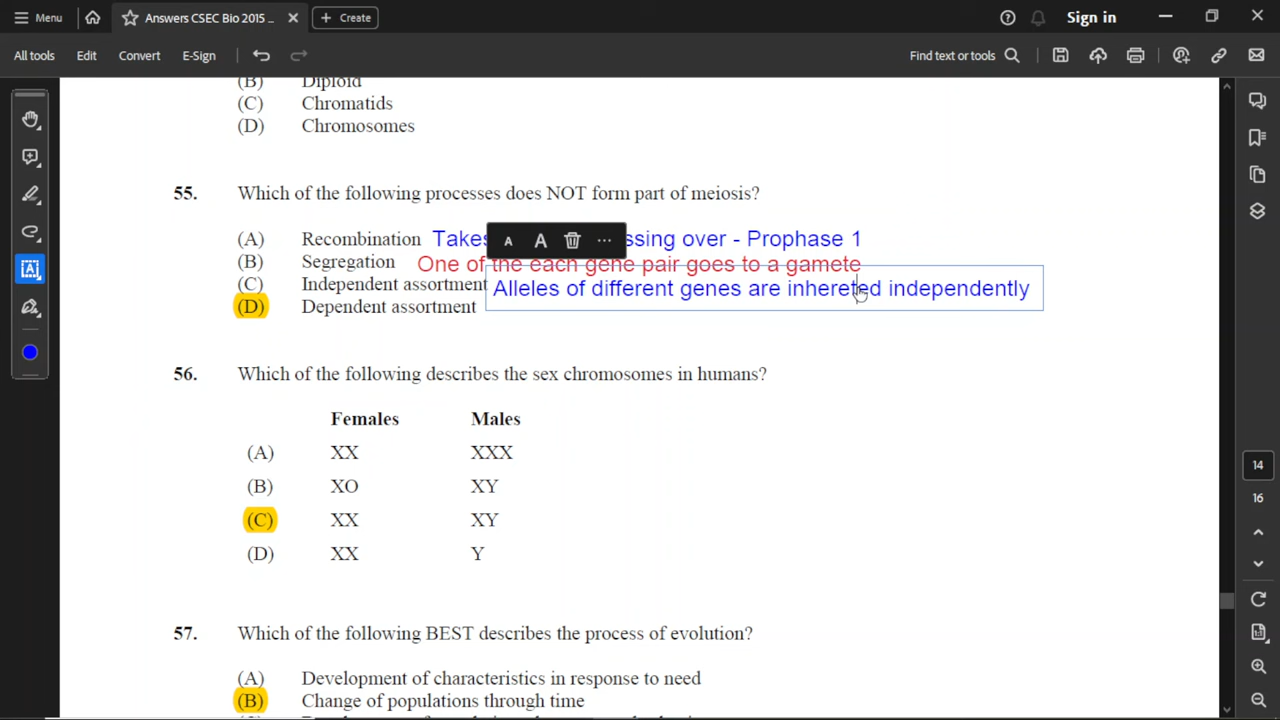 Menu
Answers CSEC Bio 2015 ...
Create
Sign in
All tools
Edit
Convert
E-Sign
Find text or tools
(B) Diploid
(C) Chromatids
(D) Chromosomes
55. Which of the following processes does NOT form part of meiosis?
(A) Recombination Takes ssing over - Prophase 1
A A ...
(B) Segregation One of the each gene pair goes to a gamete
(C) Independent assortment Alleles of different genes are inhereted independently
(D) Dependent assortment
56. Which of the following describes the sex chromosomes in humans?
Females Males
(A) XX XXX
(B) XO XY
(C) XX XY
(D) XX Y
57. Which of the following BEST describes the process of evolution?
(A) Development of characteristics in response to need
(B) Change of populations through time
14
16